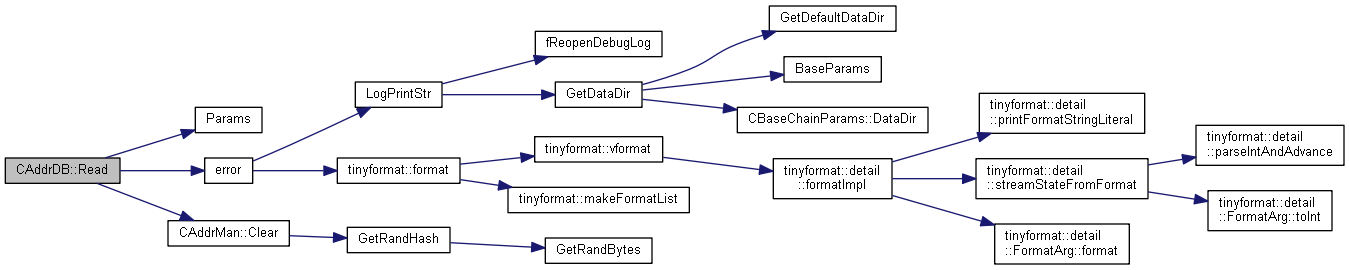 CAddrDB::Read
Params
error
CAddrMan::Clear
LogPrintStr
tinyformat::format
GetRandHash
fReopenDebugLog
GetDataDir
tinyformat::vformat
tinyformat::makeFormatList
GetRandBytes
GetDefaultDataDir
BaseParams
CBaseChainParams::DataDir
tinyformat::detail
::formatImpl
tinyformat::detail
::printFormatStringLiteral
tinyformat::detail
::streamStateFromFormat
tinyformat::detail
::FormatArg::format
tinyformat::detail
::parseIntAndAdvance
tinyformat::detail
::FormatArg::toInt